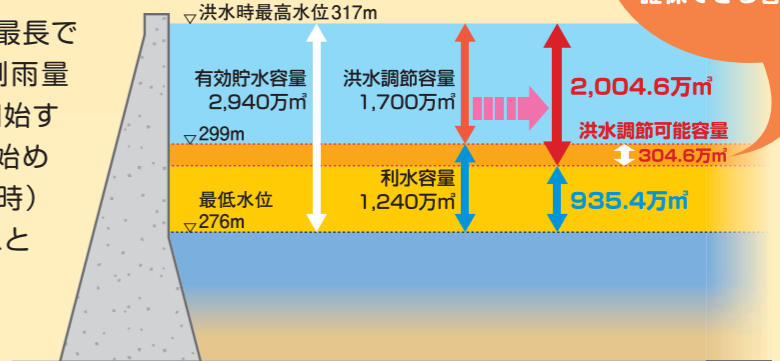 最長で
雨量
始す
始め
時)
と
洪水時最高水位317m
有効貯水容量
2,940万㎥
洪水調節容量
1,700万㎥
2,004.6万㎥
299m
洪水調節可能容量
304.6万㎥
利水容量
1,240万㎥
935.4万㎥
最低水位
276m